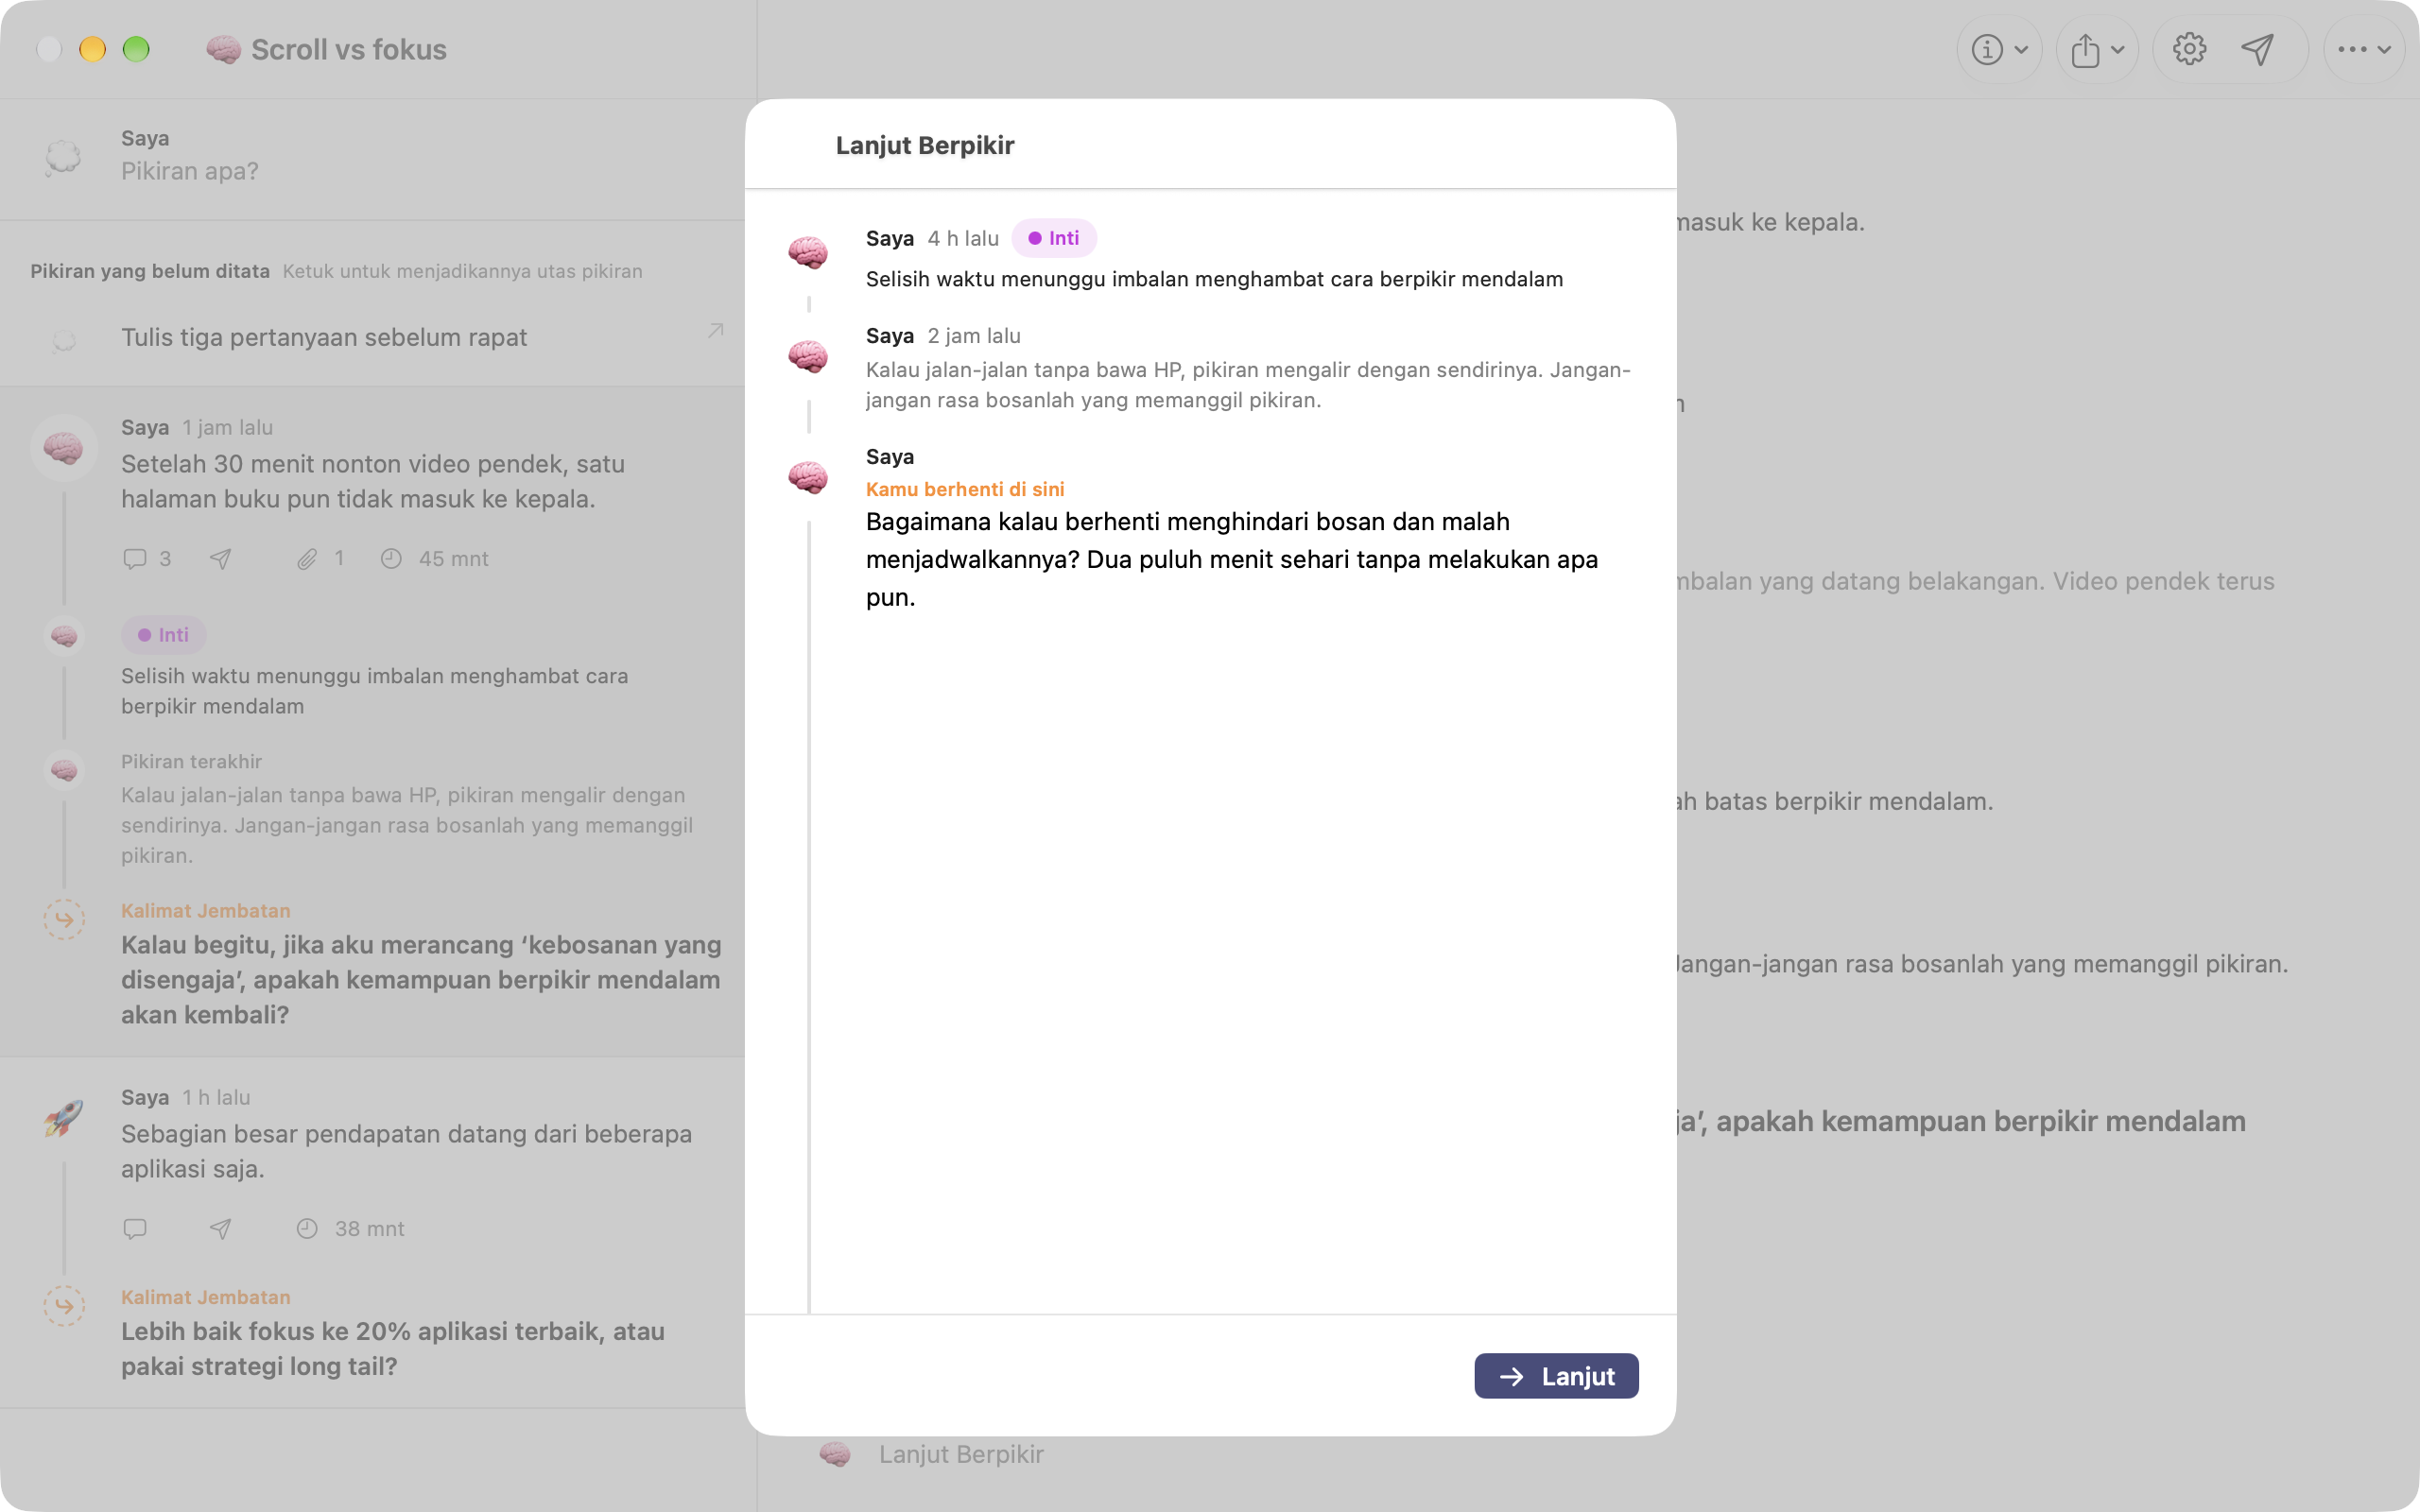 Scroll vs fokus
Saya
Pikiran apa?
Pikiran yang belum ditata Ketuk untuk menjadikannya utas pikiran
Tulis tiga pertanyaan sebelum rapat
Saya 1 jam lalu
Setelah 30 menit nonton video pendek, satu
halaman buku pun tidak masuk ke kepala.
3 1 45 mnt
Inti
Selisih waktu menunggu imbalan menghambat cara
berpikir mendalam
Pikiran terakhir
Kalau jalan-jalan tanpa bawa HP, pikiran mengalir dengan
sendirinya. Jangan-jangan rasa bosanlah yang memanggil
pikiran.
Kalimat Jembatan
Kalau begitu, jika aku merancang ‘kebosanan yang
disengaja’, apakah kemampuan berpikir mendalam
akan kembali?
Saya 1 h lalu
Sebagian besar pendapatan datang dari beberapa
aplikasi saja.
38 mnt
Kalimat Jembatan
Lebih baik fokus ke 20% aplikasi terbaik, atau
pakai strategi long tail?
Lanjut Berpikir
Saya 4 h lalu Inti
Selisih waktu menunggu imbalan menghambat cara berpikir mendalam
Saya 2 jam lalu
Kalau jalan-jalan tanpa bawa HP, pikiran mengalir dengan sendirinya. Jangan-
jangan rasa bosanlah yang memanggil pikiran.
Saya
Kamu berhenti di sini
Bagaimana kalau berhenti menghindari bosan dan malah
menjadwalkannya? Dua puluh menit sehari tanpa melakukan apa
pun.
Lanjut
masuk ke kepala.
yang datang belakangan. Video pendek terus
batas berpikir mendalam.
Jangan-jangan rasa bosanlah yang memanggil pikiran.
apakah kemampuan berpikir mendalam
Lanjut Berpikir